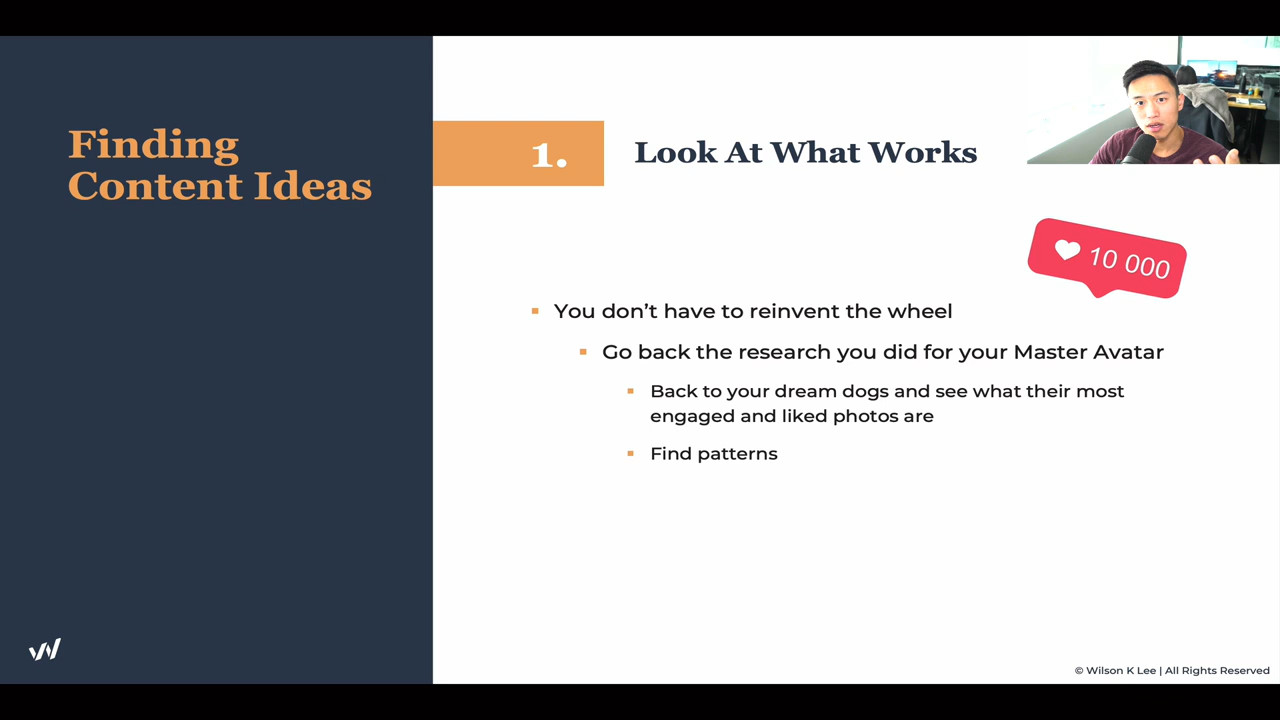 Finding
Content Ideas
1.
Look At What Works
10 000
You don't have to reinvent the wheel
Go back the research you did for your Master Avatar
Back to your dream dogs and see what their most
engaged and liked photos are
Find patterns
© Wilson K Lee | All Rights Reserved